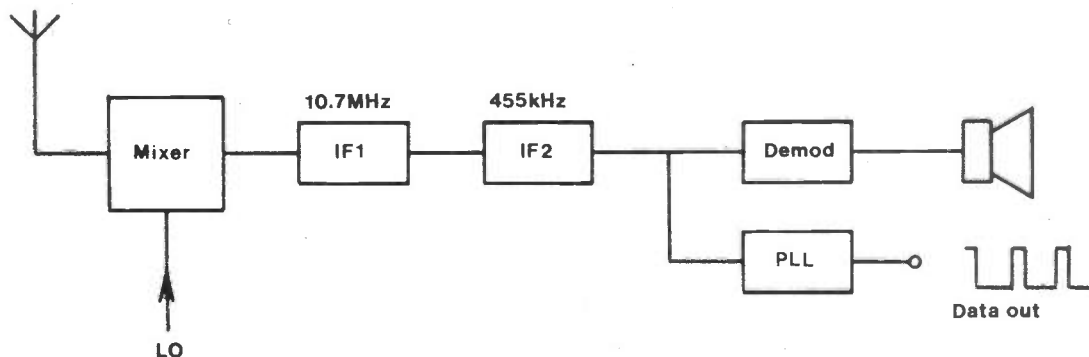 10.7MHz
455kHz
Mixer
IF1
IF2
Demod
PLL
Data out
LO